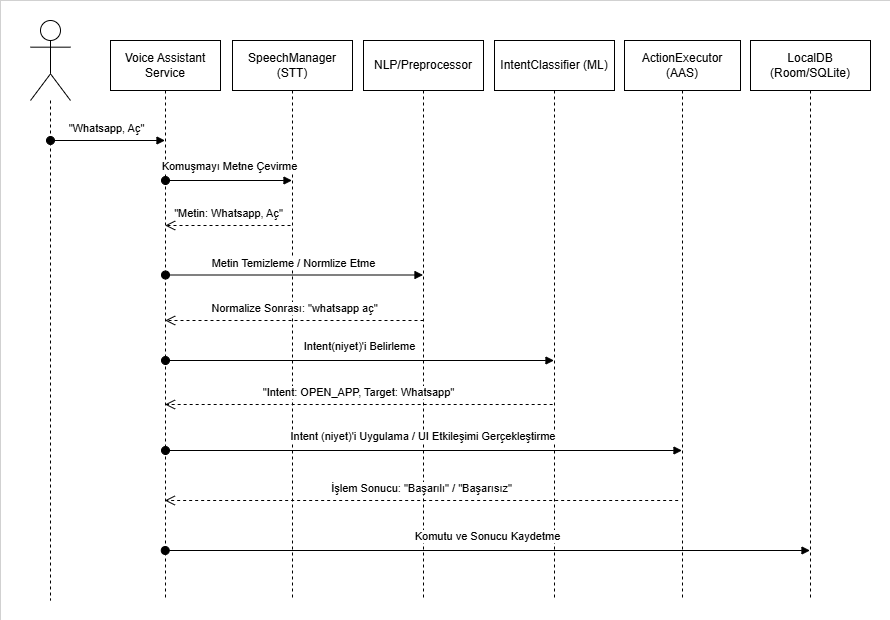 Voice Assistant
Service
SpeechManager
(STT)
NLP/Preprocessor
IntentClassifier (ML)
ActionExecutor
(AAS)
LocalDB
(Room/SQLite)
"Whatsapp, Aç"
Komuşmayı Metne Çevirme
"Metin: Whatsapp, Aç"
Metin Temizleme / Normlize Etme
Normalize Sonrası: "whatsapp aç"
Intent(niyet)'i Belirleme
"Intent: OPEN_APP, Target: Whatsapp"
Intent (niyet)'i Uygulama / UI Etkileşimi Gerçekleştirme
İşlem Sonucu: "Başarılı" / "Başarısız"
Komutu ve Sonucu Kaydetme